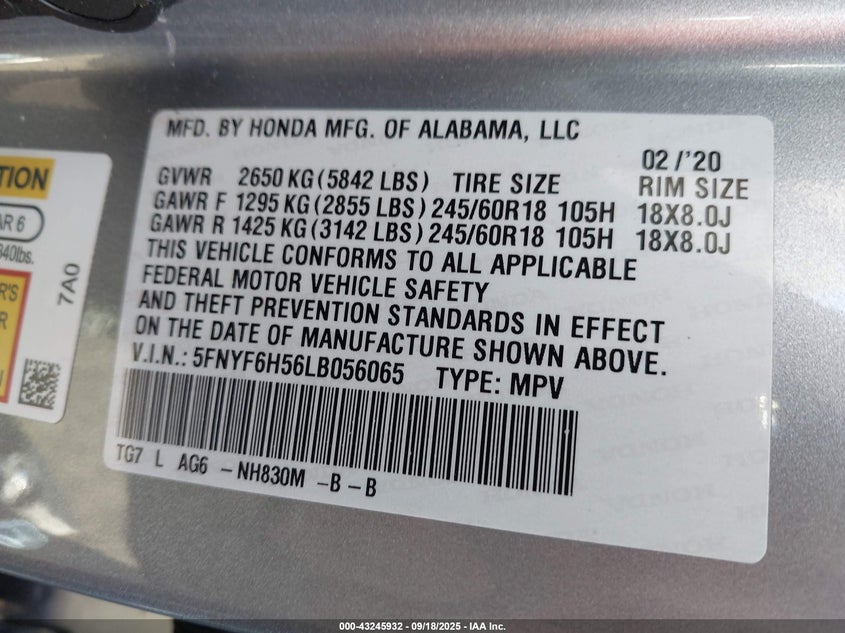 MFD. BY HONDA MFG. OF ALABAMA, LLC
02/'20
GVWR 2650 KG (5842 LBS) TIRE SIZE RIM SIZE
GAWR F 1295 KG (2855 LBS) 245/60R18 105H 18X8.0J
GAWR R 1425 KG (3142 LBS) 245/60R18 105H 18X8.0J
THIS VEHICLE CONFORMS TO ALL APPLICABLE
FEDERAL MOTOR VEHICLE SAFETY
AND THEFT PREVENTION STANDARDS IN EFFECT
ON THE DATE OF MANUFACTURE SHOWN ABOVE.
V.I.N.: 5FNYF6H56LB056065 TYPE: MPV
TG7 L AG6 -NH830M -B-B
7A0
000-43245932 - 09/18/2025 - IAA Inc.